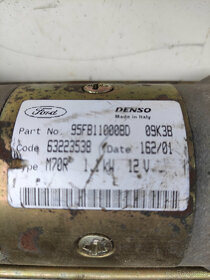 Ford
DENSO
Made in Italy
Part No. 95FB11000BD 09K3B
Code 63223538 Date 162/01
Type M70R 1.1 kW 12 V